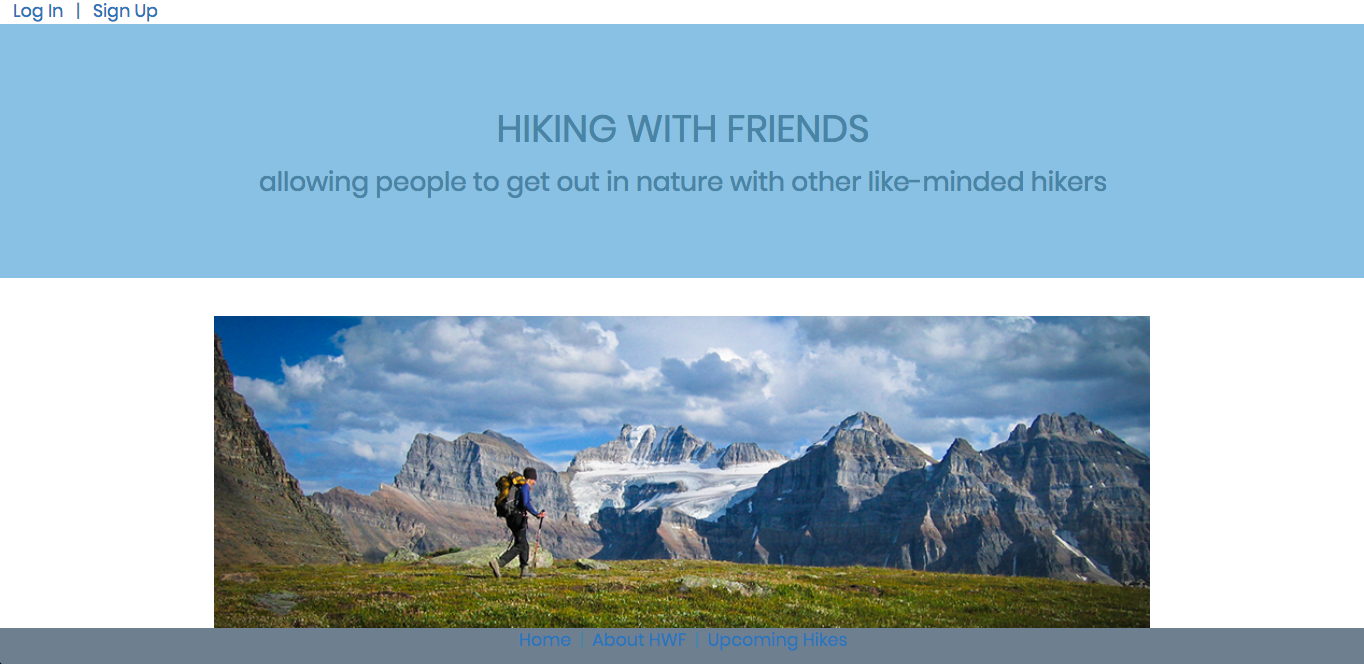 Log In | Sign Up
HIKING WITH FRIENDS
allowing people to get out in nature with other like-minded hikers
Home | About HWF | Upcoming Hikes